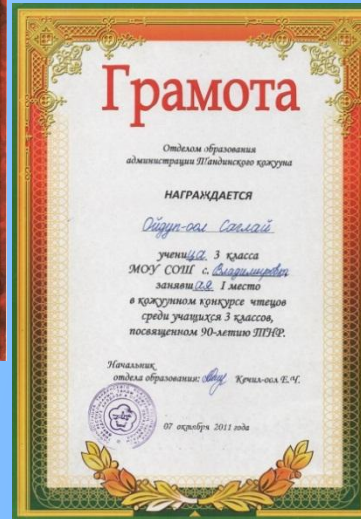 Грамота
Отделом образования
администрации Тандинского кожууна
НАГРАЖДАЕТСЯ
Ойдуп-оол Саглай
ученица 3 класса
МОУ СОШ с. Владимировка
занявшая I место
в кожуунном конкурсе чтецов
среди учащихся 3 классов,
посвященном 90-летию ТНР.
Начальник
отдела образования: Кечил-оол Е.Ч.
07 октября 2011 года